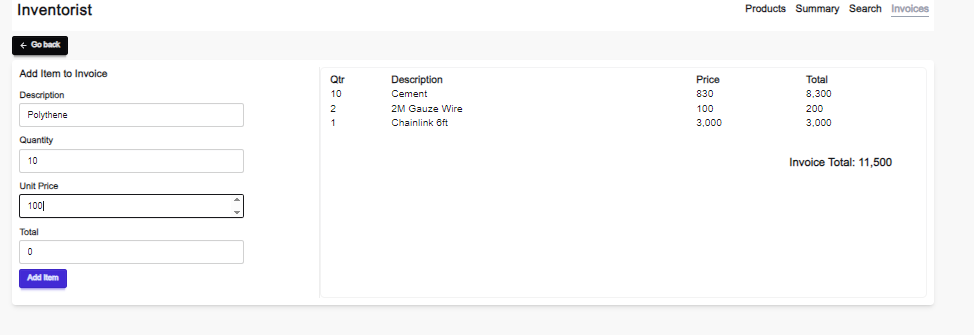 Inventorist
Products Summary Search Invoices
← Go back
Add Item to Invoice
Description
Polythene
Quantity
10
Unit Price
100
Total
0
Add Item
Qtr Description Price Total
10 Cement 830 8,300
2 2M Gauze Wire 100 200
1 Chainlink 6ft 3,000 3,000
Invoice Total: 11,500